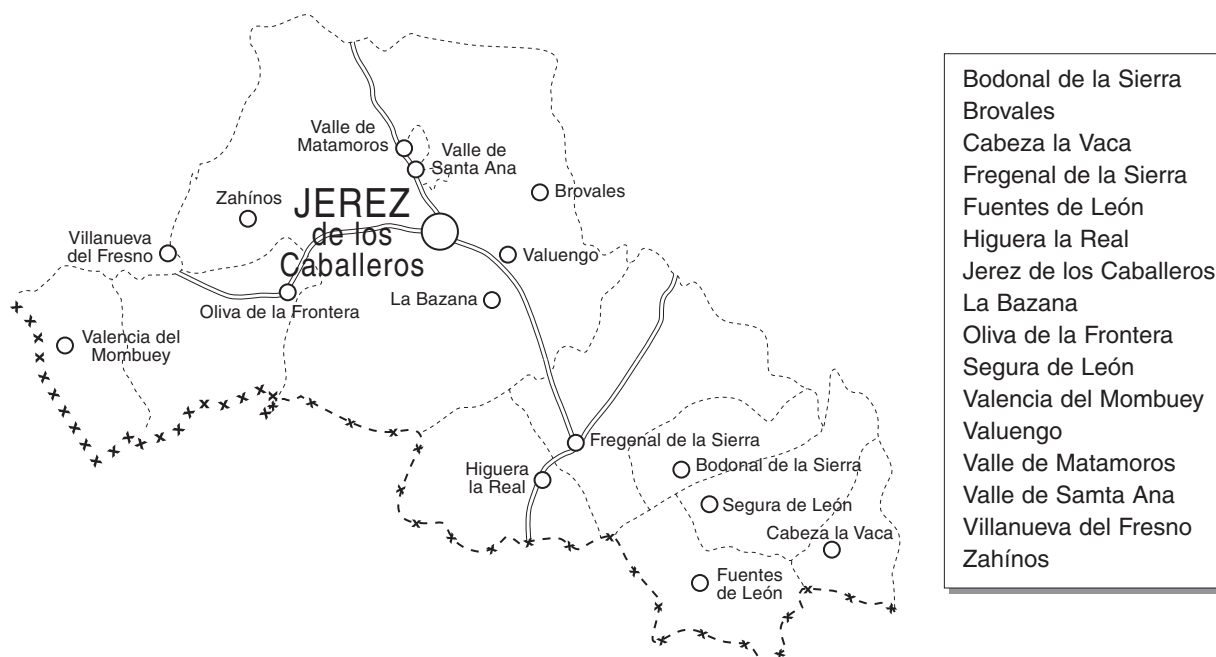 Valle de
Matamoros
Valle de
Santa Ana
Brovales
Zahínos
JEREZ
de los
Caballeros
Villanueva
del Fresno
Valuengo
La Bazana
Oliva de la Frontera
Valencia del
Mombuey
Fregenal de la Sierra
Higuera
la Real
Bodonal de la Sierra
Segura de León
Cabeza la Vaca
Fuentes
de León
Bodonal de la Sierra
Brovales
Cabeza la Vaca
Fregenal de la Sierra
Fuentes de León
Higuera la Real
Jerez de los Caballeros
La Bazana
Oliva de la Frontera
Segura de León
Valencia del Mombuey
Valuengo
Valle de Matamoros
Valle de Samta Ana
Villanueva del Fresno
Zahínos